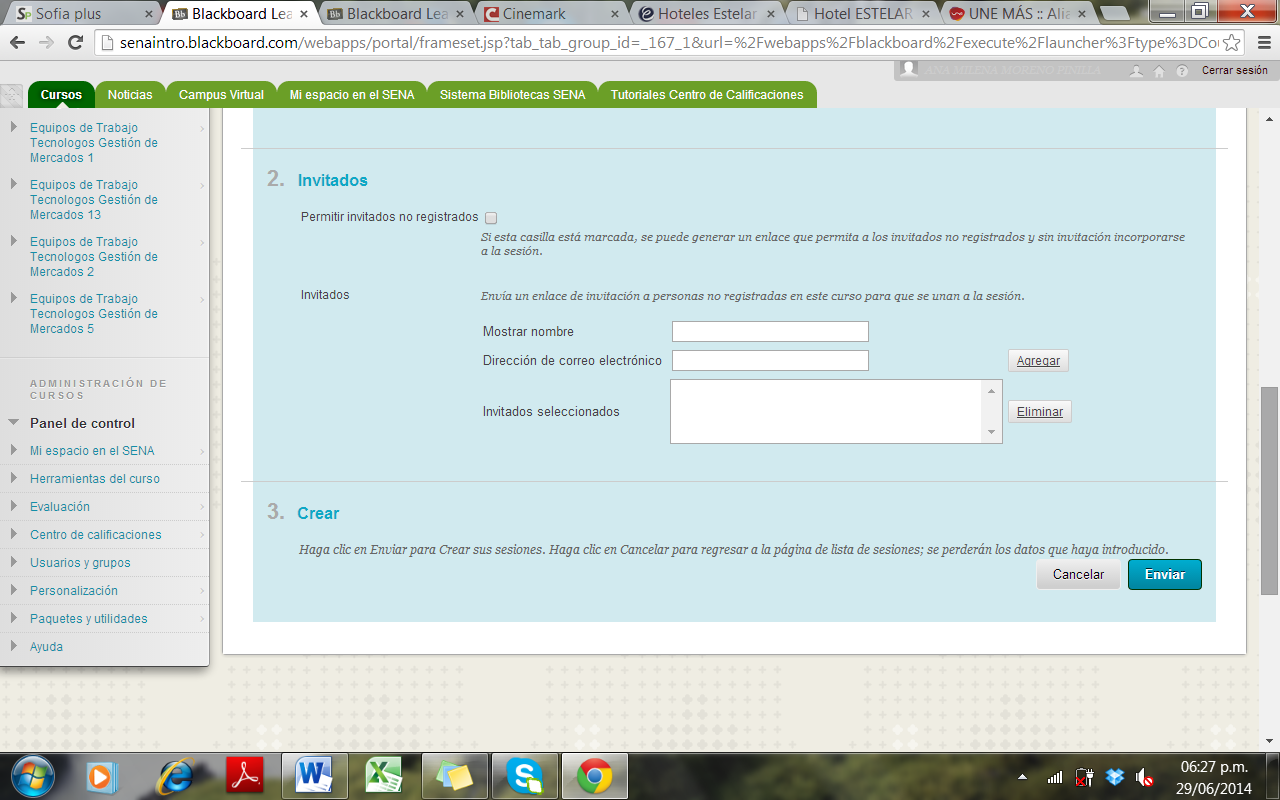 Sofia plus
Blackboard Lea
Blackboard Lea
Cinemark
Hoteles Estelar
Hotel ESTELAR
UNE MÁS :: Alia
senaintro.blackboard.com/webapps/portal/frameset.jsp?tab_tab_group_id=_167_1&url=%2Fwebapps%2Fblackboard%2Fexecute%2Flauncher%3Ftype%3DCou
ANA MILENA MORENO PINILLA
Cerrar sesión
Cursos
Noticias
Campus Virtual
Mi espacio en el SENA
Sistema Bibliotecas SENA
Tutoriales Centro de Calificaciones
Equipos de Trabajo
Tecnologos Gestión de
Mercados 1
Equipos de Trabajo
Tecnologos Gestión de
Mercados 13
Equipos de Trabajo
Tecnologos Gestión de
Mercados 2
Equipos de Trabajo
Tecnologos Gestión de
Mercados 5
ADMINISTRACIÓN DE
CURSOS
Panel de control
Mi espacio en el SENA
Herramientas del curso
Evaluación
Centro de calificaciones
Usuarios y grupos
Personalización
Paquetes y utilidades
Ayuda
2. Invitados
Permitir invitados no registrados
Si esta casilla está marcada, se puede generar un enlace que permita a los invitados no registrados y sin invitación incorporarse
a la sesión.
Invitados
Envía un enlace de invitación a personas no registradas en este curso para que se unan a la sesión.
Mostrar nombre
Dirección de correo electrónico
Agregar
Invitados seleccionados
Eliminar
3. Crear
Haga clic en Enviar para Crear sus sesiones. Haga clic en Cancelar para regresar a la página de lista de sesiones; se perderán los datos que haya introducido.
Cancelar
Enviar
06:27 p.m.
29/06/2014